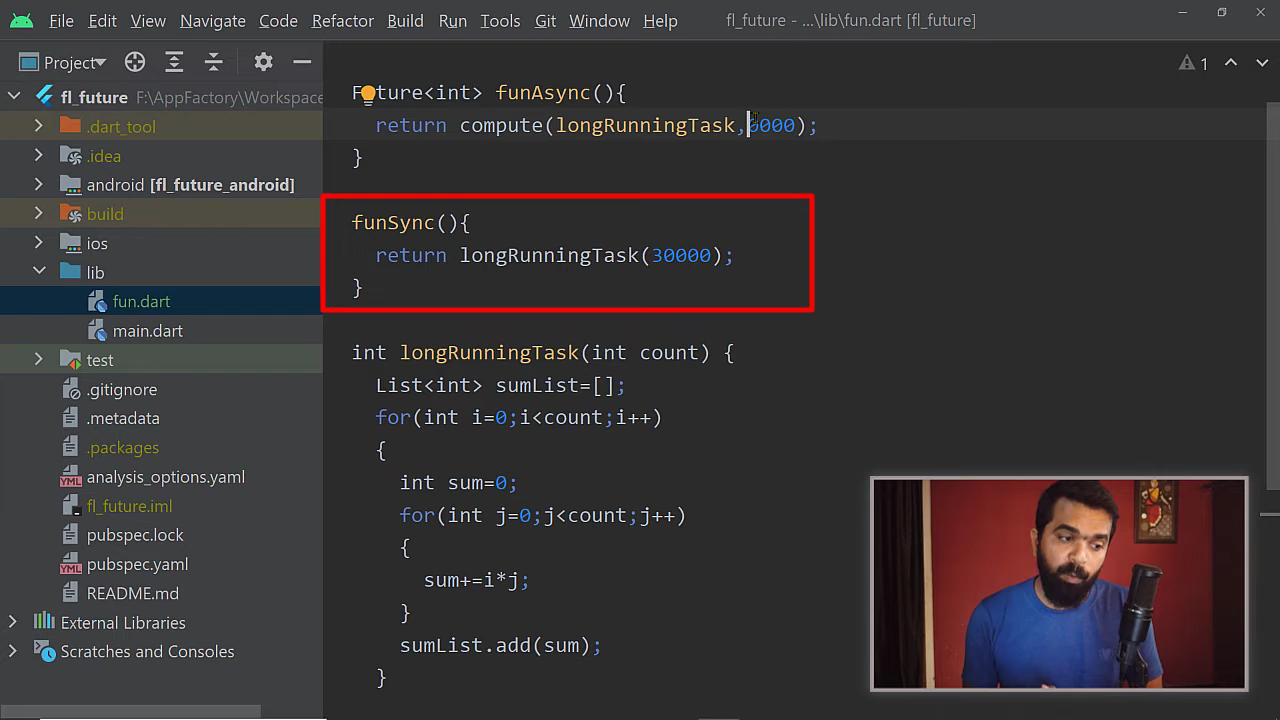 File Edit View Navigate Code Refactor Build Run Tools Git Window Help fl_future - ...\lib\fun.dart [fl_future]
Project
1
fl_future F:\AppFactory\Workspace
.dart_tool
.idea
android [fl_future_android]
build
ios
lib
fun.dart
main.dart
test
.gitignore
.metadata
.packages
analysis_options.yaml
fl_future.iml
pubspec.lock
pubspec.yaml
README.md
External Libraries
Scratches and Consoles
Future<int> funAsync(){
return compute(longRunningTask, 000);
}
funSync(){
return longRunningTask(30000);
}
int longRunningTask(int count) {
List<int> sumList=[];
for(int i=0;i<count;i++)
{
int sum=0;
for(int j=0;j<count;j++)
{
sum+=i*j;
}
sumList.add(sum);
}